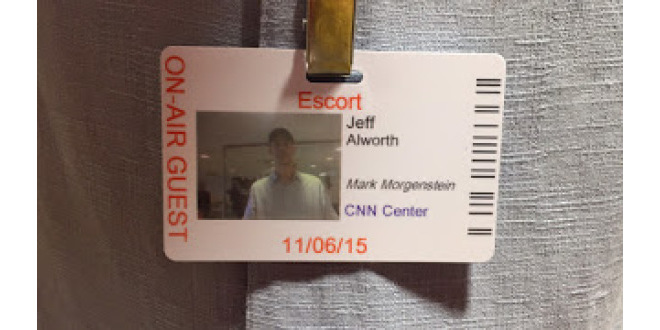 ON-AIR GUEST
Escort
Jeff
Alworth
Mark Morgenstein
CNN Center
11/06/15